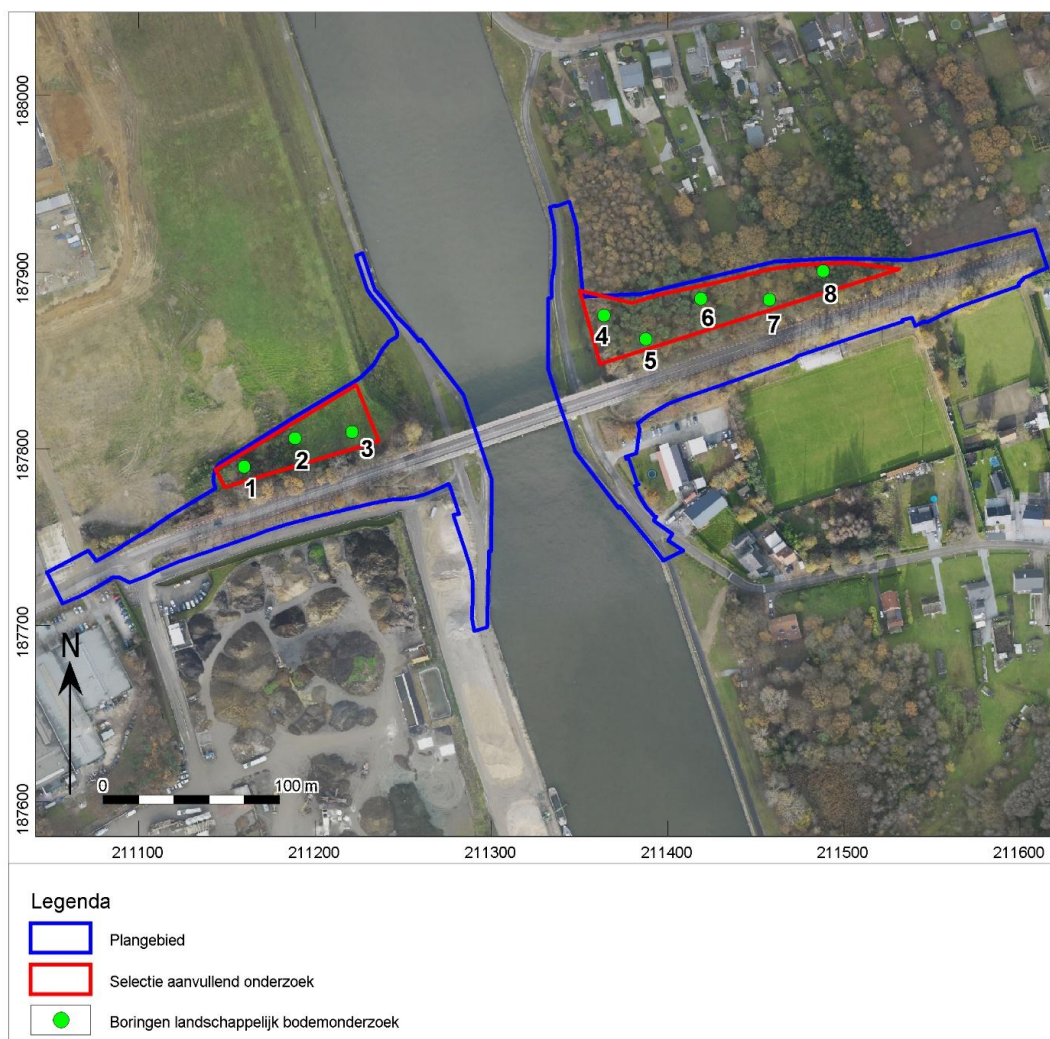 188000
187900
187800
187700
187600
1
2
3
4
5
6
7
8
N
0 100 m
211100 211200 211300 211400 211500 211600
Legenda
Plangebied
Selectie aanvullend onderzoek
Boringen landschappelijk bodemonderzoek